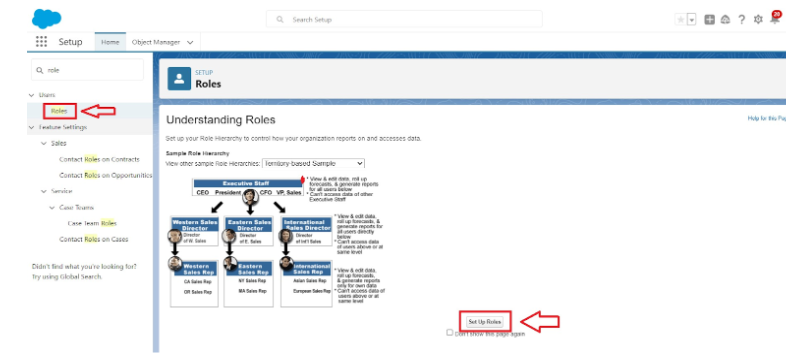 Search Setup
20
Setup
Home
Object Manager
role
Users
Roles
Feature Settings
Sales
Contact Roles on Contracts
Contact Roles on Opportunities
Service
Case Teams
Case Team Roles
Contact Roles on Cases
Didn't find what you're looking for?
Try using Global Search.
SETUP
Roles
Understanding Roles
Help for this Pag
Set up your Role Hierarchy to control how your organization reports on and accesses data.
Sample Role Hierarchy
View other sample Role Hierarchies: Territory-based Sample
Executive Staff
CEO President CFO VP, Sales
* View & edit data, roll up
forecasts, & generate reports
for all users below
* Can't access data of other
Executive Staff
Western Sales
Director
Director
of W. Sales
Eastern Sales
Director
Director
of E. Sales
International
Sales Director
Director
of Int'l Sales
* View & edit data,
roll up forecasts, &
generate reports for
all users directly
below
* Can't access data
of users above or at
same level
Western
Sales Rep
CA Sales Rep
OR Sales Rep
Eastern
Sales Rep
NY Sales Rep
MA Sales Rep
International
Sales Rep
Asian Sales Rep
European Sales Rep
* View & edit data,
roll up forecasts,
& generate reports
only for own data
* Can't access data of
users above or at
same level
Set Up Roles
Don't show this page again